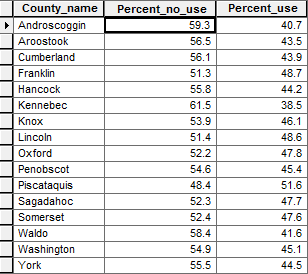 County_name Percent_no_use Percent_use
Androscoggin 59.3 40.7
Aroostook 56.5 43.5
Cumberland 56.1 43.9
Franklin 51.3 48.7
Hancock 55.8 44.2
Kennebec 61.5 38.5
Knox 53.9 46.1
Lincoln 51.4 48.6
Oxford 52.2 47.8
Penobscot 54.6 45.4
Piscataquis 48.4 51.6
Sagadahoc 52.3 47.7
Somerset 52.4 47.6
Waldo 58.4 41.6
Washington 54.9 45.1
York 55.5 44.5